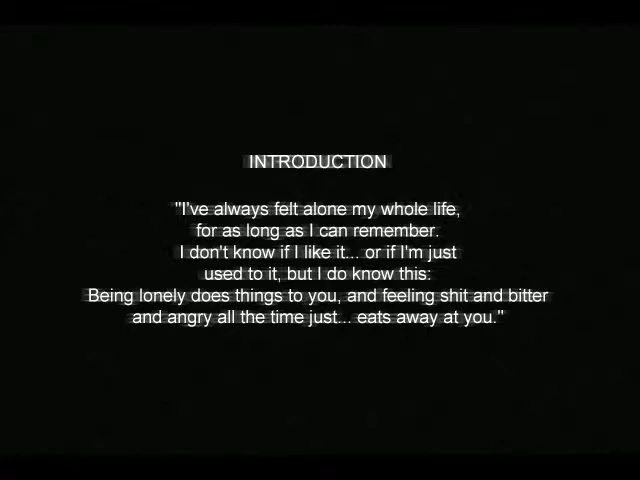 INTRODUCTION
"I've always felt alone my whole life,
for as long as I can remember.
I don't know if I like it... or if I'm just
used to it, but I do know this:
Being lonely does things to you, and feeling shit and bitter
and angry all the time just... eats away at you."